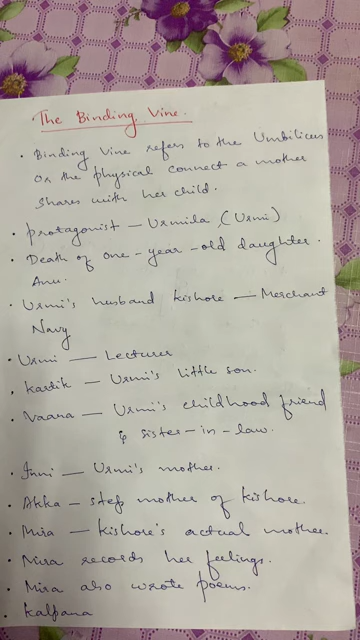 The Binding Vine.
• Binding Vine refers to the Umbilicus
Or the physical connect a mother
shares with her child.
• protagonist — Urmila (Urmi)
• Death of one-year-old daughter.
Anu.
• Urmi's husband kishore — Merchant
Navy
• Urmi — Lecturer
• kartik — Urmi's little son.
• Vaana — Urmi's childhood friend
& sister-in-law.
• Inni — Urmi's mother.
• Akka — step mother of kishore.
• Mira — kishore's actual mother.
• Mira records her feelings.
• Mira also wrote poems.
• kalpana